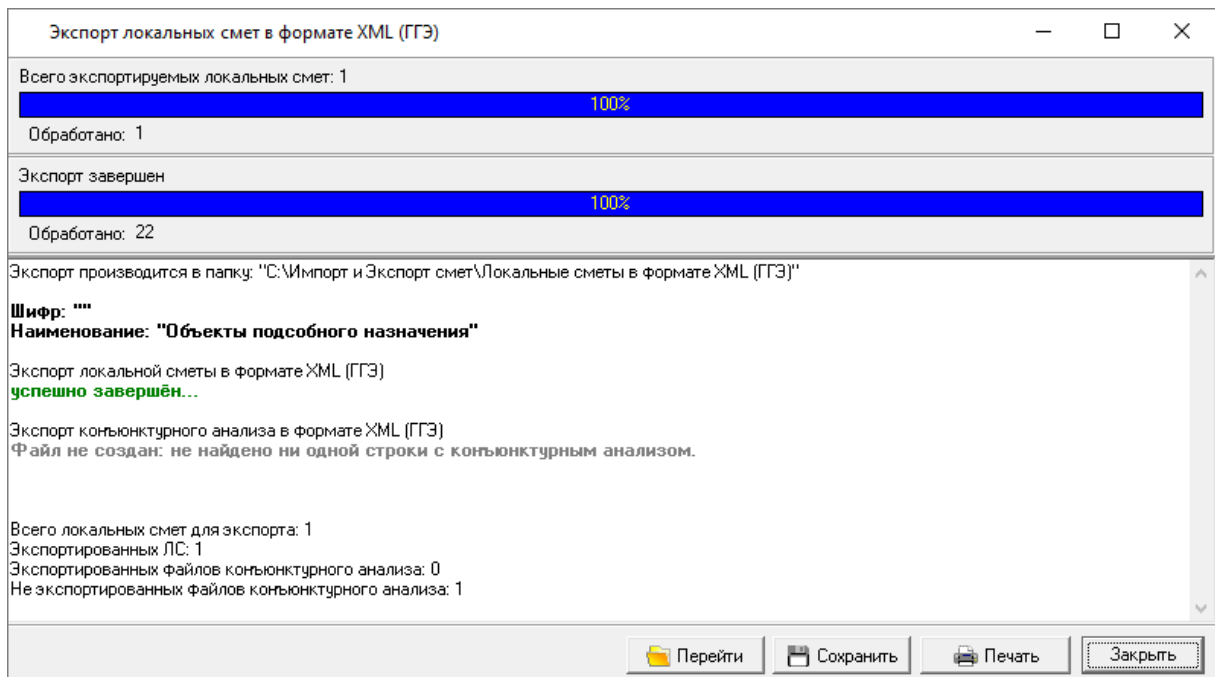 Экспорт локальных смет в формате XML (ГГЭ)
Всего экспортируемых локальных смет: 1
100%
Обработано: 1
Экспорт завершен
100%
Обработано: 22
Экспорт производится в папку: "C:\Импорт и Экспорт смет\Локальные сметы в формате XML (ГГЭ)"
Шифр: ""
Наименование: "Объекты подсобного назначения"
Экспорт локальной сметы в формате XML (ГГЭ)
успешно завершён...
Экспорт конъюнктурного анализа в формате XML (ГГЭ)
Файл не создан: не найдено ни одной строки с конъюнктурным анализом.
Всего локальных смет для экспорта: 1
Экспортированных ЛС: 1
Экспортированных файлов конъюнктурного анализа: 0
Не экспортированных файлов конъюнктурного анализа: 1
Перейти Сохранить Печать Закрыть